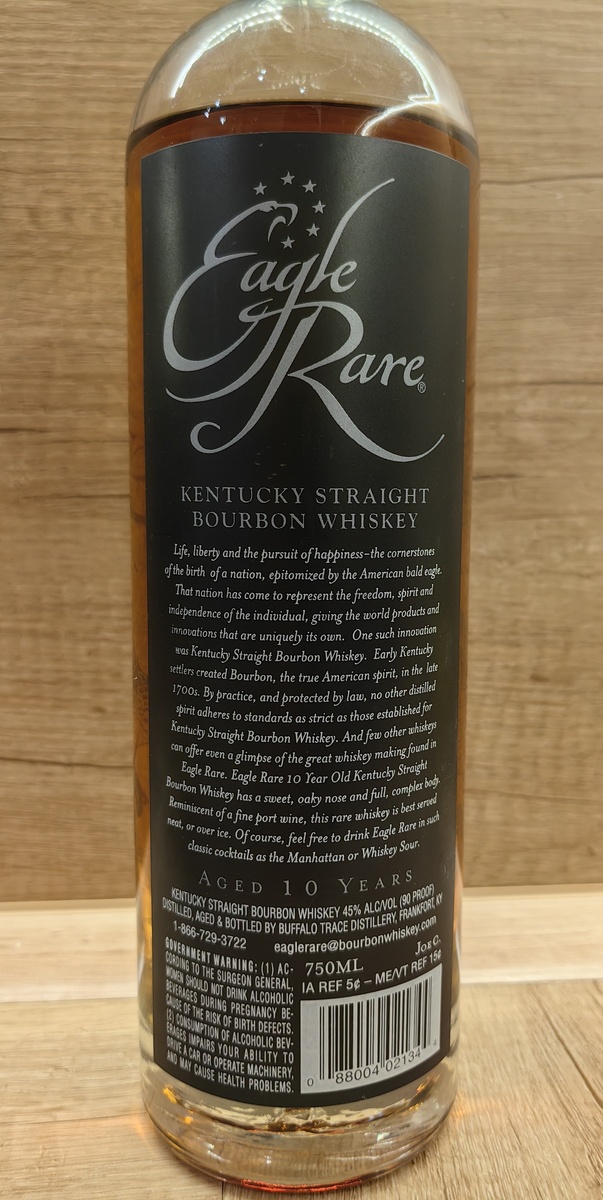 Eagle
Rare®
KENTUCKY STRAIGHT
BOURBON WHISKEY
Life, liberty and the pursuit of happiness–the cornerstones
of the birth of a nation, epitomized by the American bald eagle.
That nation has come to represent the freedom, spirit and
independence of the individual, giving the world products and
innovations that are uniquely its own. One such innovation
was Kentucky Straight Bourbon Whiskey. Early Kentucky
settlers created Bourbon, the true American spirit, in the late
1700s. By practice, and protected by law, no other distilled
spirit adheres to standards as strict as those established for
Kentucky Straight Bourbon Whiskey. And few other whiskeys
can offer even a glimpse of the great whiskey making found in
Eagle Rare. Eagle Rare 10 Year Old Kentucky Straight
Bourbon Whiskey has a sweet, oaky nose and full, complex body.
Reminiscent of a fine port wine, this rare whiskey is best served
neat, or over ice. Of course, feel free to drink Eagle Rare in such
classic cocktails as the Manhattan or Whiskey Sour.
AGED 10 YEARS
KENTUCKY STRAIGHT BOURBON WHISKEY 45% ALC/VOL (90 PROOF)
DISTILLED, AGED & BOTTLED BY BUFFALO TRACE DISTILLERY, FRANKFORT, KY
1-866-729-3722 eaglerare@bourbonwhiskey.com
GOVERNMENT WARNING: (1) AC-
CORDING TO THE SURGEON GENERAL,
WOMEN SHOULD NOT DRINK ALCOHOLIC
BEVERAGES DURING PREGNANCY BE-
CAUSE OF THE RISK OF BIRTH DEFECTS.
(2) CONSUMPTION OF ALCOHOLIC BEV-
ERAGES IMPAIRS YOUR ABILITY TO
DRIVE A CAR OR OPERATE MACHINERY,
AND MAY CAUSE HEALTH PROBLEMS.
750ML JOE C.
IA REF 5¢ – ME/VT REF 15¢
0 88004 02134 4